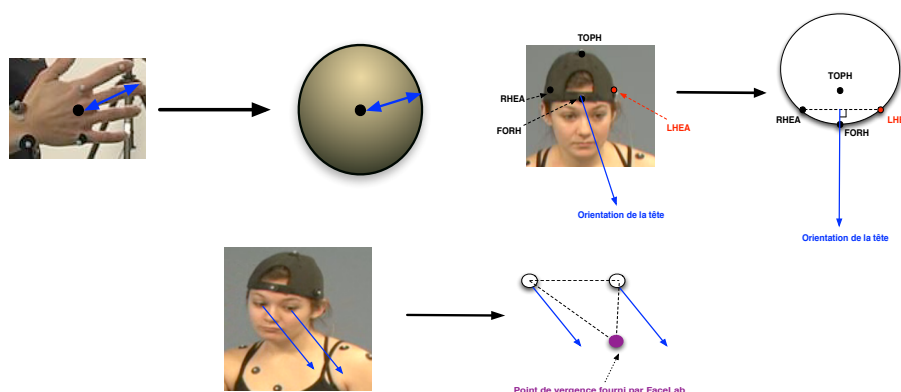 TOPH
RHEA
FORH
LHEA
Orientation de la tête
TOPH
RHEA
FORH
Orientation de la tête
Point de vergence fourni par FaceLab